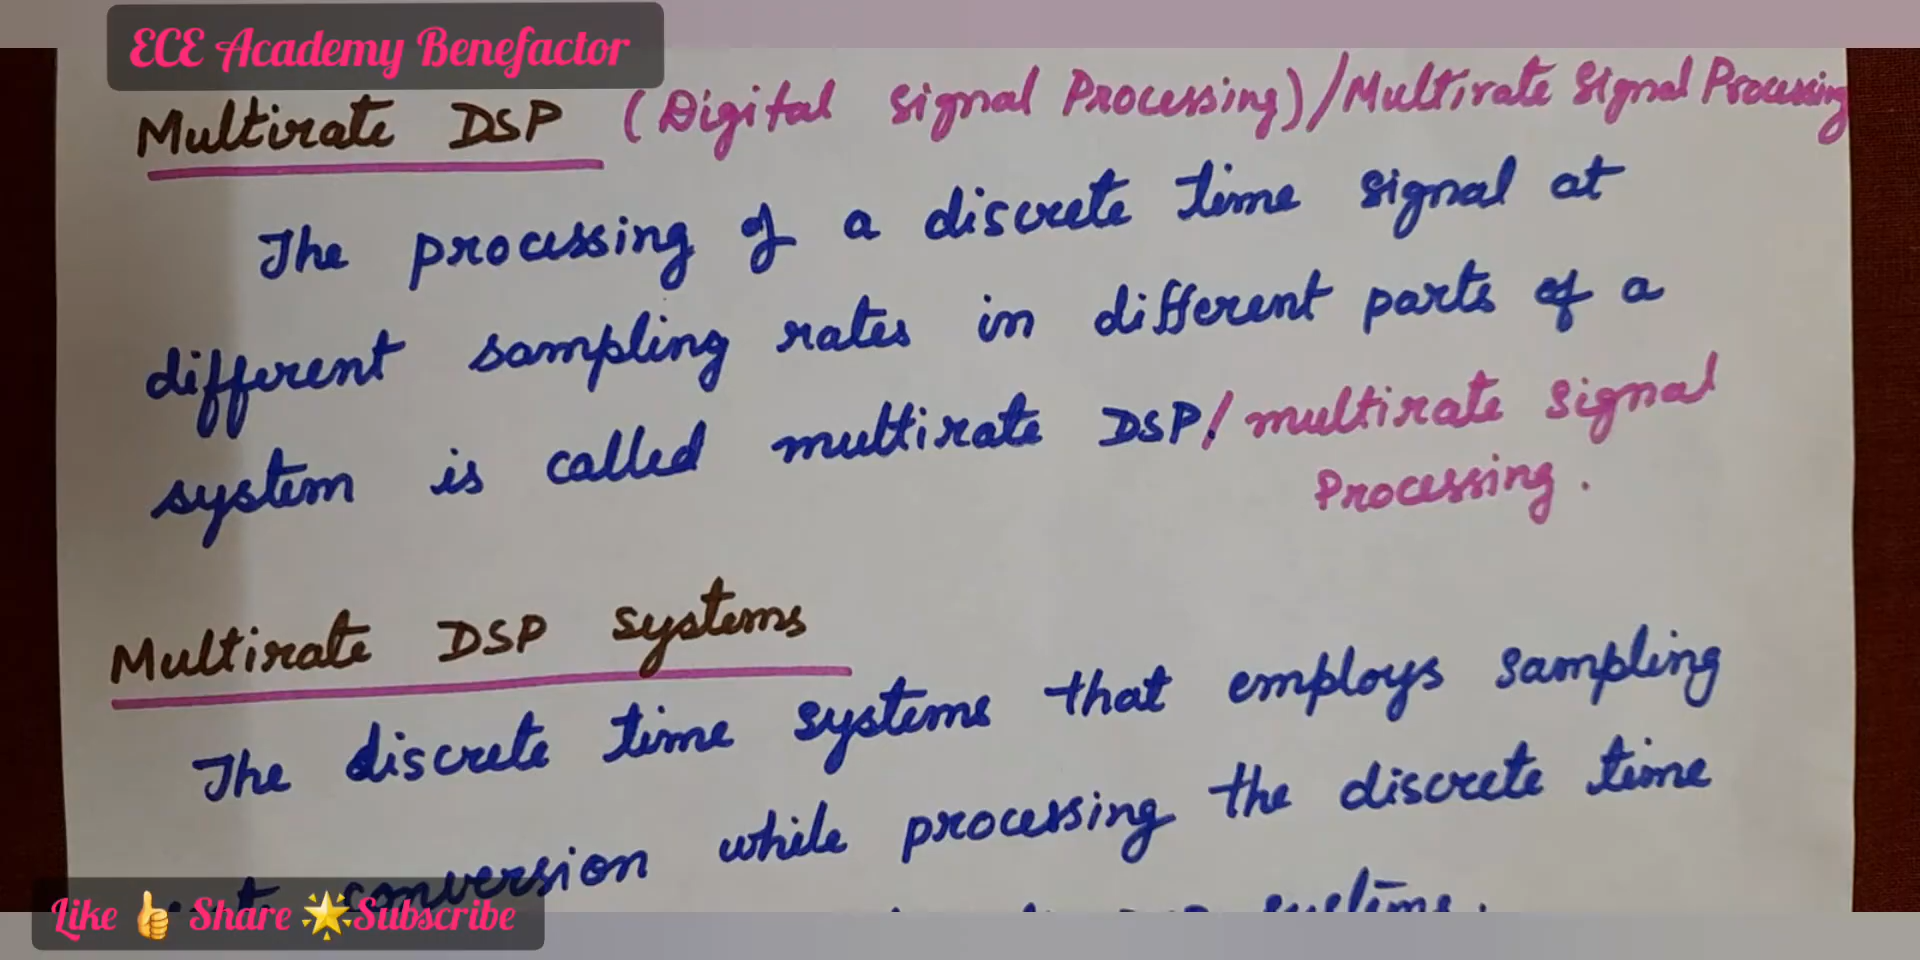 ECE Academy Benefactor
Multirate DSP (Digital Signal Processing)/Multirate Signal Processing
The processing of a discrete time signal at
different sampling rates in different parts of a
system is called multirate DSP/multirate signal
Processing.
Multirate DSP systems
The discrete time systems that employs sampling
conversion while processing the discrete time
DSP systems.
Like 👍 Share 🌟Subscribe